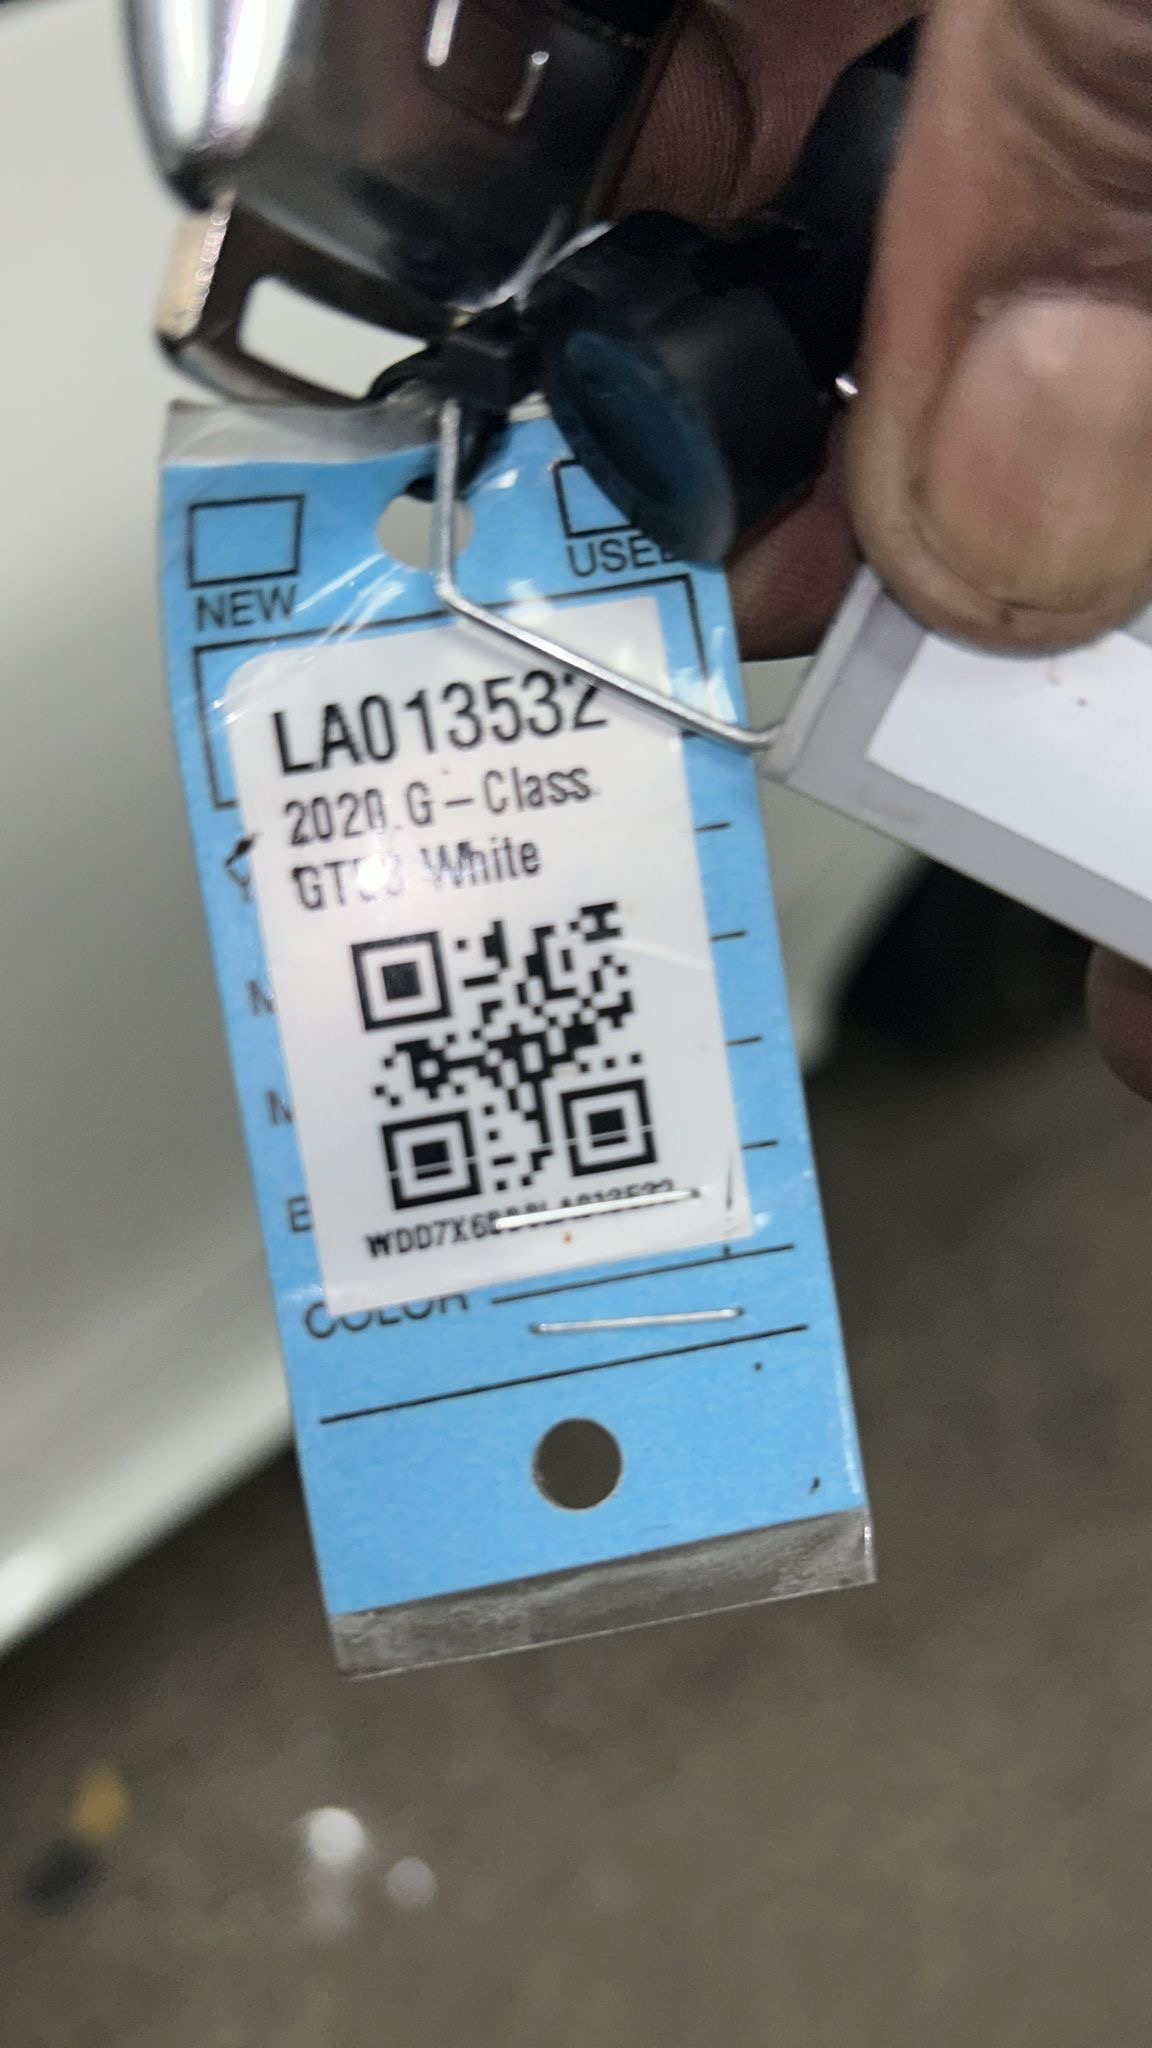 NEW
USED
LA013532
2020 G-Class
White
COLOR